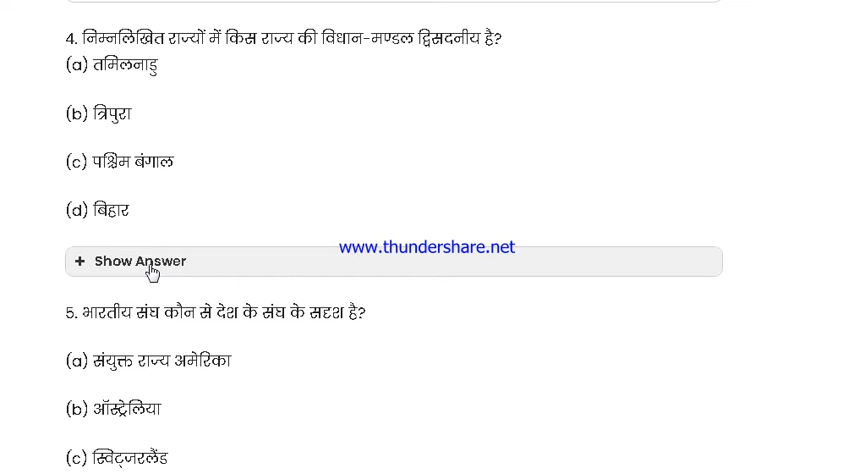 4. निम्नलिखित राज्यों में किस राज्य की विधान-मण्डल द्विसदनीय है?
(a) तमिलनाडु
(b) त्रिपुरा
(c) पश्चिम बंगाल
(d) बिहार
www.thundershare.net
+ Show Answer
5. भारतीय संघ कौन से देश के संघ के सदृश है?
(a) संयुक्त राज्य अमेरिका
(b) ऑस्ट्रेलिया
(c) स्विट्जरलैंड